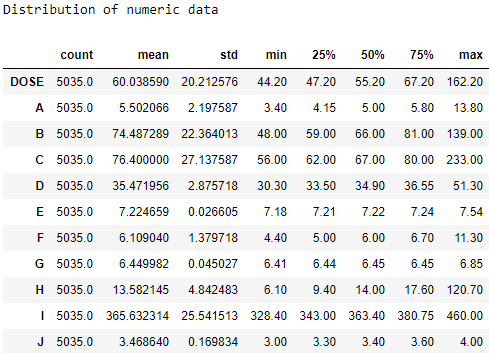 Distribution of numeric data
count mean std min 25% 50% 75% max
DOSE 5035.0 60.038590 20.212576 44.20 47.20 55.20 67.20 162.20
A 5035.0 5.502066 2.197587 3.40 4.15 5.00 5.80 13.80
B 5035.0 74.487289 22.364013 48.00 59.00 66.00 81.00 139.00
C 5035.0 76.400000 27.137587 56.00 62.00 67.00 80.00 233.00
D 5035.0 35.471956 2.875718 30.30 33.50 34.90 36.55 51.30
E 5035.0 7.224659 0.026605 7.18 7.21 7.22 7.24 7.54
F 5035.0 6.109040 1.379718 4.40 5.00 6.00 6.70 11.30
G 5035.0 6.449982 0.045027 6.41 6.44 6.45 6.45 6.85
H 5035.0 13.582145 4.842483 6.10 9.40 14.00 17.60 120.70
I 5035.0 365.632314 25.541513 328.40 343.00 363.40 380.75 460.00
J 5035.0 3.468640 0.169834 3.00 3.30 3.40 3.60 4.00